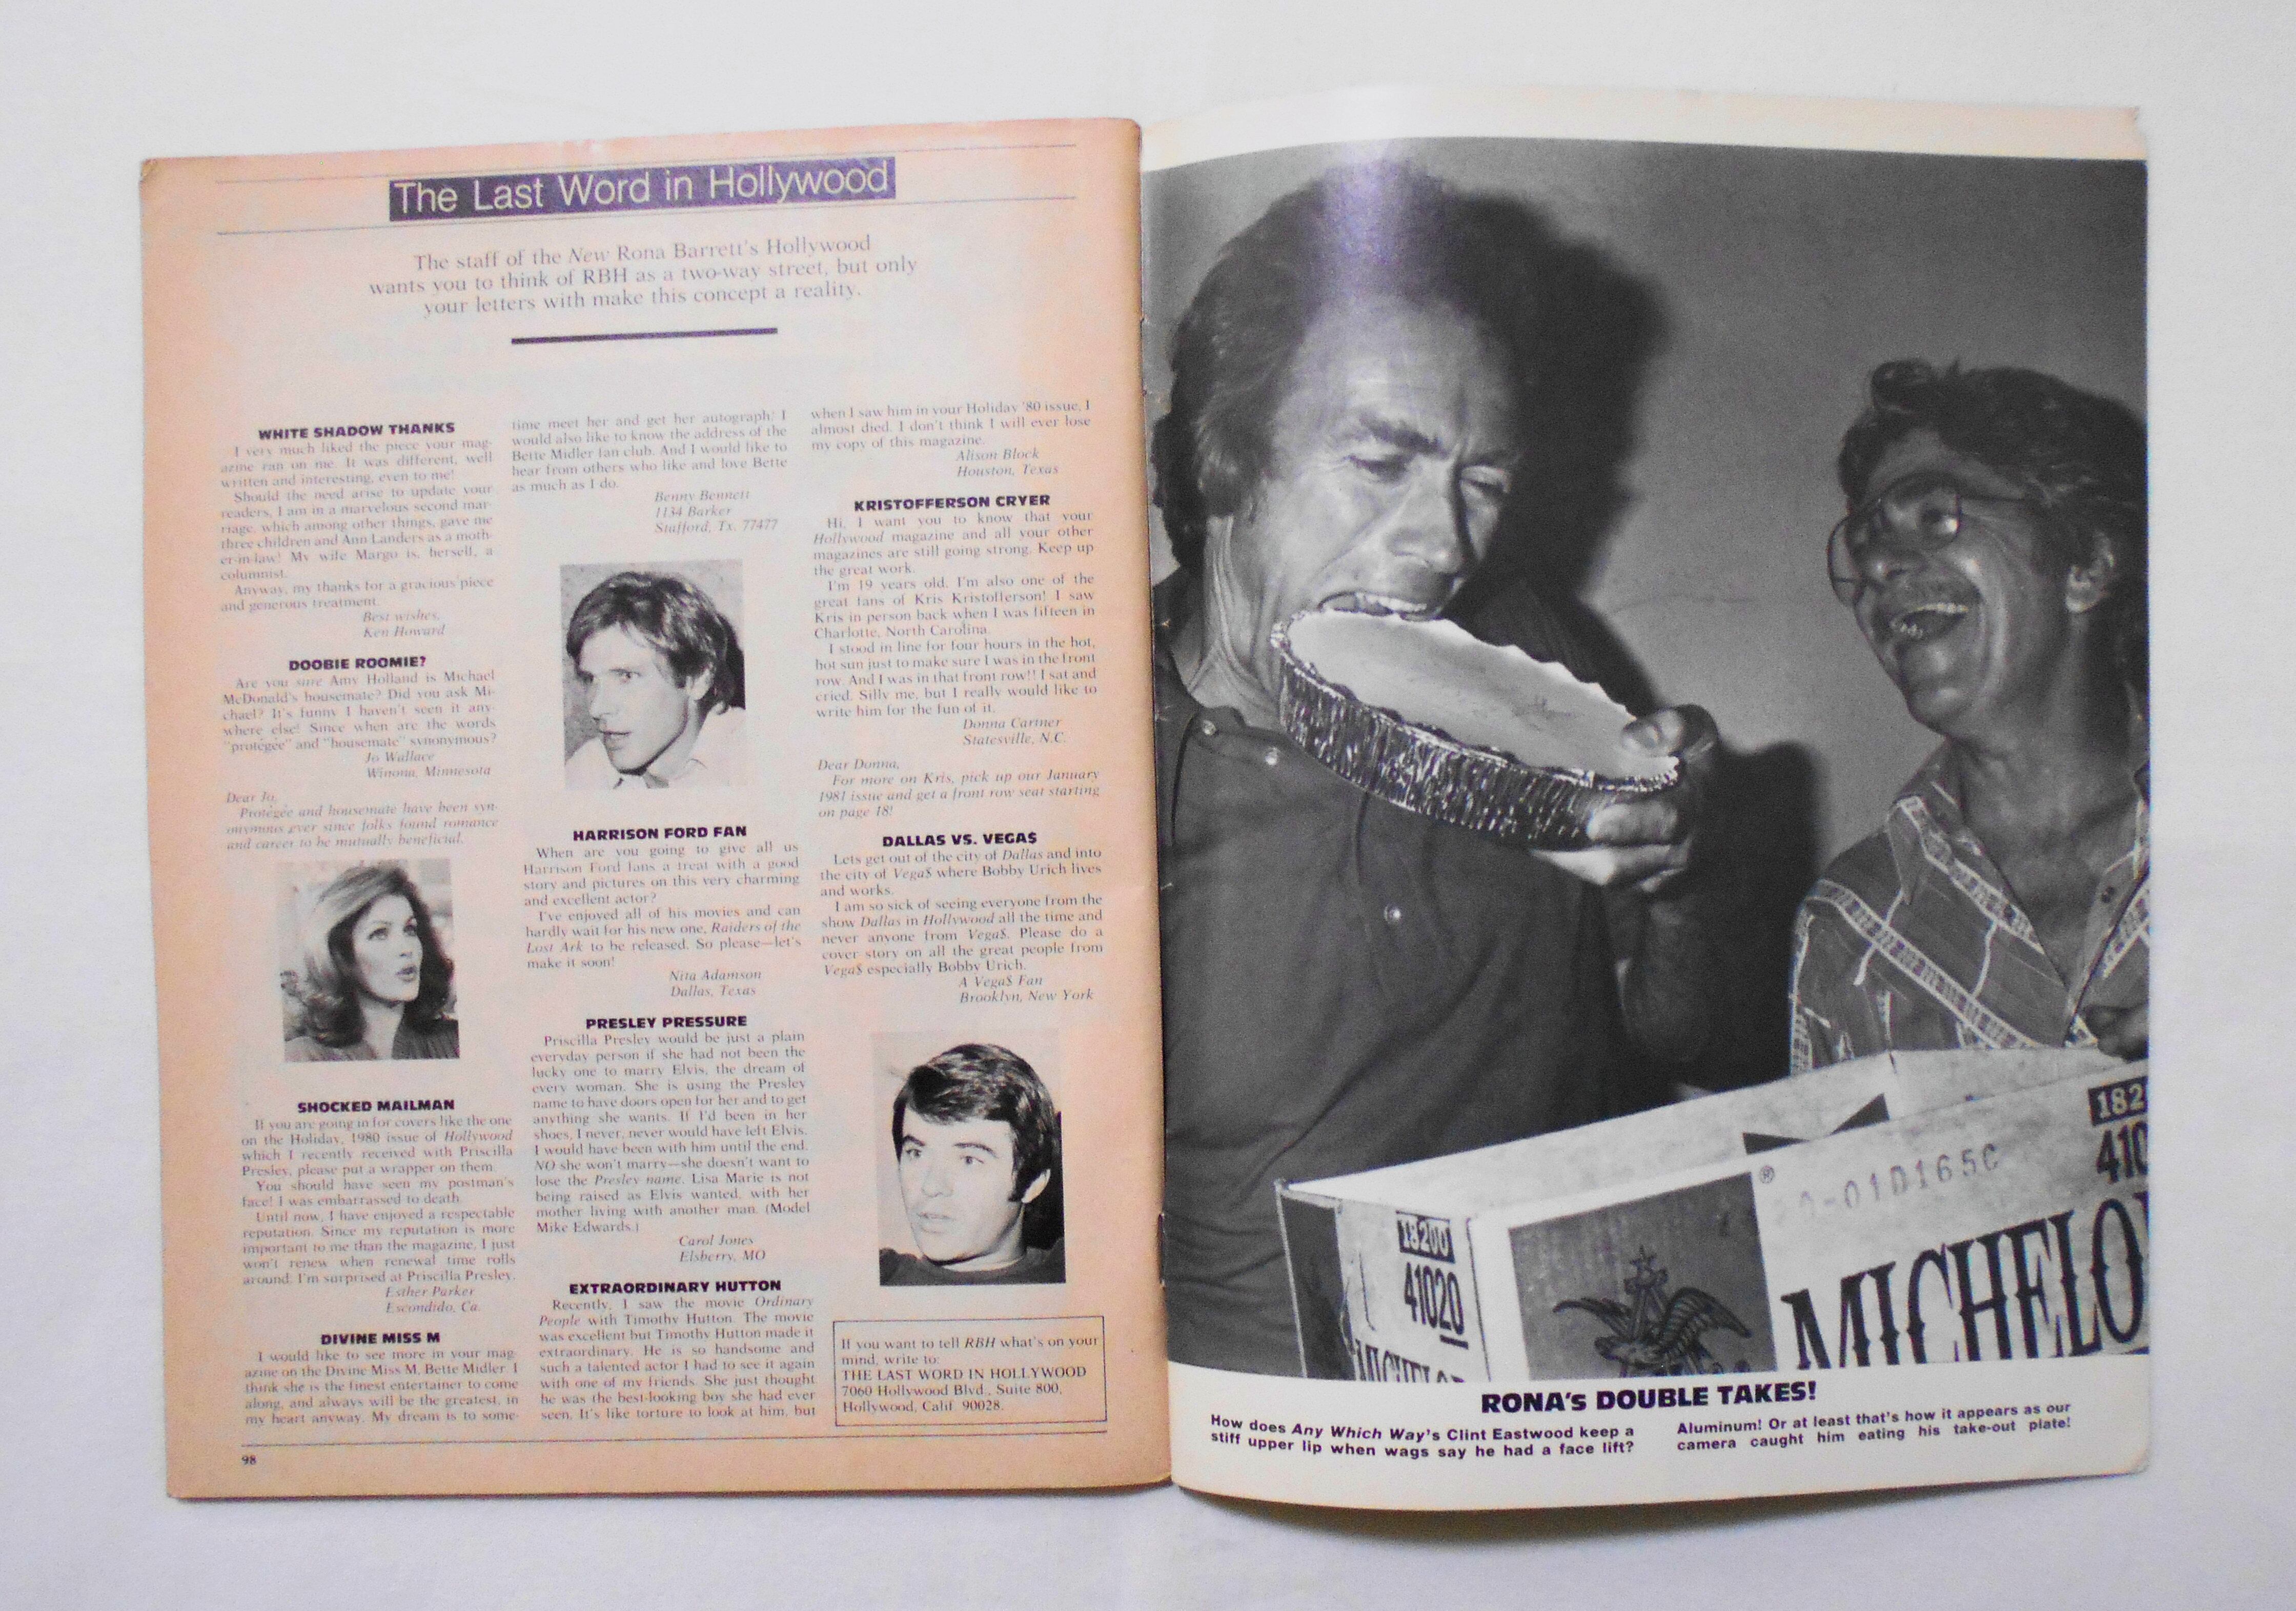 The Last Word in Hollywood
The staff of the New Rona Barrett's Hollywood
wants you to think of RBH as a two-way street, but only
your letters with make this concept a reality.
WHITE SHADOW THANKS
I very much liked the piece your mag-
azine ran on me. It was different, well
written and interesting, even to me!
Should the need arise to update your
readers, I am in a marvelous second mar-
riage, which among other things, gave me
three children and Ann Landers as a moth-
er-in-law! My wife Margo is, herself, a
columnist.
Anyway, my thanks for a gracious piece
and generous treatment.
Best wishes,
Ken Howard
DOOBIE ROOMIE?
Are you sure Amy Holland is Michael
McDonald's housemate? Did you ask Mi-
chael? It's funny I haven't seen it any-
where else! Since when are the words
"protégée" and "housemate" synonymous?
Jo Wallace
Winona, Minnesota
Dear Jo,
Protégée and housemate have been syn-
onymous ever since folks found romance
and career to be mutually beneficial.
SHOCKED MAILMAN
If you are going in for covers like the one
on the Holiday, 1980 issue of Hollywood
which I recently received with Priscilla
Presley, please put a wrapper on them.
You should have seen my postman's
face! I was embarrassed to death.
Until now, I have enjoyed a respectable
reputation. Since my reputation is more
important to me than the magazine, I just
won't renew when renewal time rolls
around. I'm surprised at Priscilla Presley.
Esther Parker
Escondido, Ca.
DIVINE MISS M
I would like to see more in your mag-
azine on the Divine Miss M, Bette Midler. I
think she is the finest entertainer to come
along, and always will be the greatest, in
my heart anyway. My dream is to some-
98
time meet her and get her autograph! I
would also like to know the address of the
Bette Midler fan club. And I would like to
hear from others who like and love Bette
as much as I do.
Benny Bennett
1134 Barker
Stafford, Tx. 77477
HARRISON FORD FAN
When are you going to give all us
Harrison Ford fans a treat with a good
story and pictures on this very charming
and excellent actor?
I've enjoyed all of his movies and can
hardly wait for his new one, Raiders of the
Lost Ark to be released. So please—let's
make it soon!
Nita Adamson
Dallas, Texas
PRESLEY PRESSURE
Priscilla Presley would be just a plain
everyday person if she had not been the
lucky one to marry Elvis, the dream of
every woman. She is using the Presley
name to have doors open for her and to get
anything she wants. If I'd been in her
shoes, I never, never would have left Elvis.
I would have been with him until the end.
NO she won't marry—she doesn't want to
lose the Presley name. Lisa Marie is not
being raised as Elvis wanted, with her
mother living with another man. (Model
Mike Edwards.)
Carol Jones
Elsberry, MO
EXTRAORDINARY HUTTON
Recently, I saw the movie Ordinary
People with Timothy Hutton. The movie
was excellent but Timothy Hutton made it
extraordinary. He is so handsome and
such a talented actor I had to see it again
with one of my friends. She just thought
he was the best-looking boy she had ever
seen. It's like torture to look at him, but
when I saw him in your Holiday '80 issue, I
almost died. I don't think I will ever lose
my copy of this magazine.
Alison Block
Houston, Texas
KRISTOFFERSON CRYER
Hi. I want you to know that your
Hollywood magazine and all your other
magazines are still going strong. Keep up
the great work.
I'm 19 years old. I'm also one of the
great fans of Kris Kristofferson! I saw
Kris in person back when I was fifteen in
Charlotte, North Carolina.
I stood in line for four hours in the hot,
hot sun just to make sure I was in the front
row. And I was in that front row!! I sat and
cried. Silly me, but I really would like to
write him for the fun of it.
Donna Cartner
Statesville, N.C.
Dear Donna,
For more on Kris, pick up our January
1981 issue and get a front row seat starting
on page 18!
DALLAS VS. VEGA$
Lets get out of the city of Dallas and into
the city of Vega$ where Bobby Urich lives
and works.
I am so sick of seeing everyone from the
show Dallas in Hollywood all the time and
never anyone from Vega$. Please do a
cover story on all the great people from
Vega$ especially Bobby Urich.
A Vega$ Fan
Brooklyn, New York
If you want to tell RBH what's on your
mind, write to:
THE LAST WORD IN HOLLYWOOD
7060 Hollywood Blvd., Suite 800,
Hollywood, Calif. 90028.
182
410
18200
41020
MICHELO
MICHELO
RONA'S DOUBLE TAKES!
How does Any Which Way's Clint Eastwood keep a
stiff upper lip when wags say he had a face lift?
Aluminum! Or at least that's how it appears as our
camera caught him eating his take-out plate!